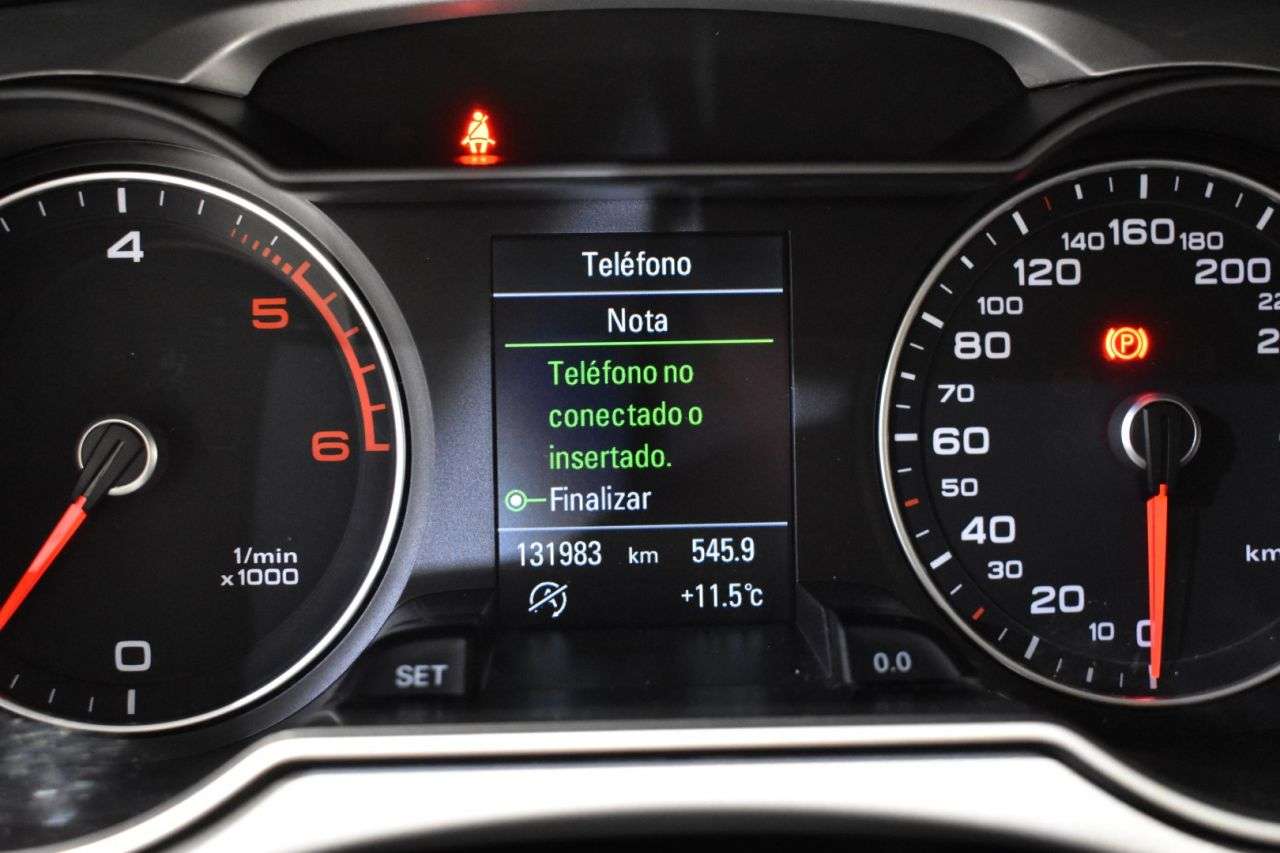 Teléfono
Nota
Teléfono no
conectado o
insertado.
Finalizar
131983 km 545.9
+11.5°c
SET
0.0
4
5
6
1/min
x1000
0
0
10
20
30
40
50
60
70
80
100
120
140
160
180
200
km
P